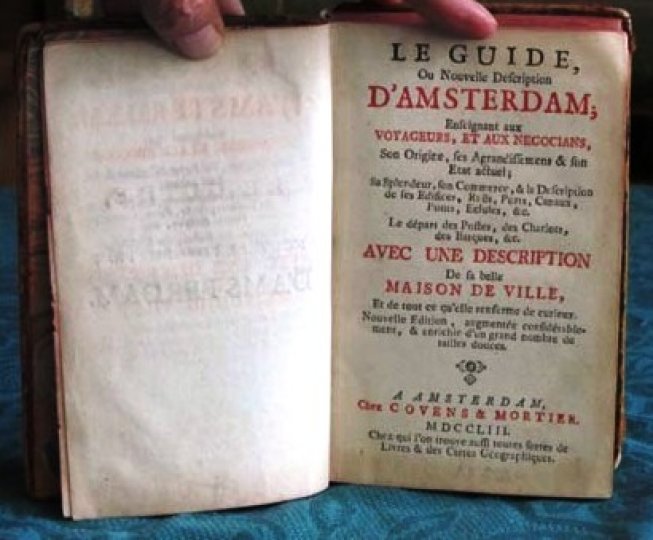 LE GUIDE,
Ou Nouvelle Deſcription
D'AMSTERDAM;
Enſeignant aux
VOYAGEURS, ET AUX NEGOCIANS,
Son Origine, ſes Agrandiſſemens & ſon
Etat actuel;
Sa Splendeur, ſon Commerce, & la Deſcription
de ſes Edifices, Rues, Ports, Canaux,
Ponts, Ecluſes, &c.
Le départ des Poſtes, des Chariots,
des Barques, &c.
AVEC UNE DESCRIPTION
De ſa belle
MAISON DE VILLE,
Et de tout ce qu'elle renferme de curieux.
Nouvelle Edition, augmentée conſidérable-
ment, & enrichie d'un grand nombre de
tailles douces.
A AMSTERDAM,
Chez COVENS & MORTIER.
MDCCLIII.
Chez qui l'on trouve auſſi toutes ſortes de
Livres & des Cartes Géographiques.